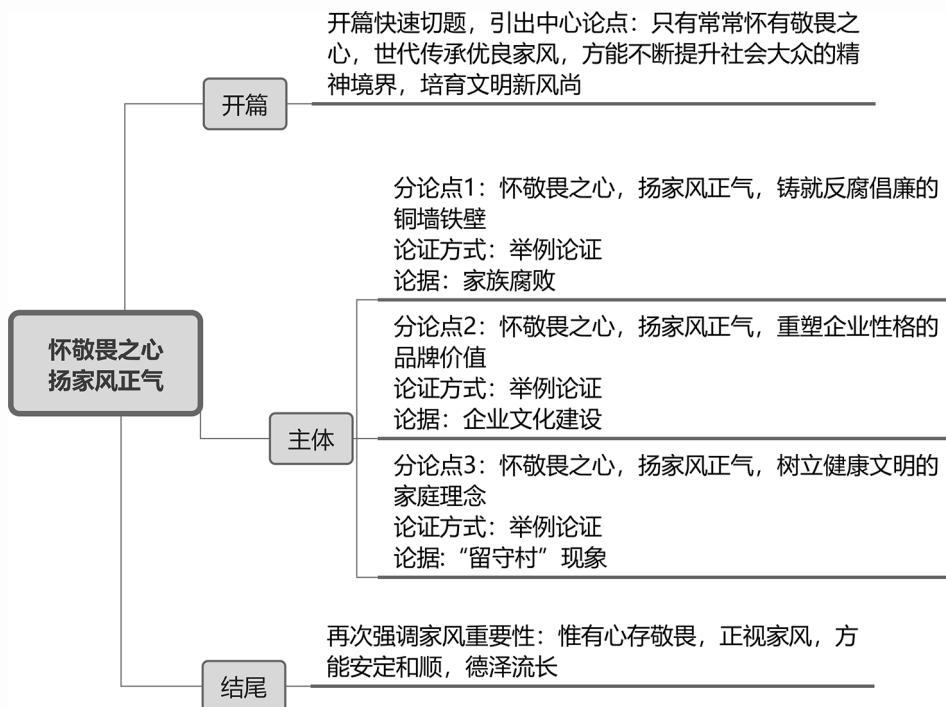 开篇快速切题，引出中心论点：只有常常怀有敬畏之
心，世代传承优良家风，方能不断提升社会大众的精
神境界，培育文明新风尚
开篇
分论点1：怀敬畏之心，扬家风正气，铸就反腐倡廉的
铜墙铁壁
论证方式：举例论证
论据：家族腐败
分论点2：怀敬畏之心，扬家风正气，重塑企业性格的
品牌价值
论证方式：举例论证
论据：企业文化建设
怀敬畏之心
扬家风正气
主体
分论点3：怀敬畏之心，扬家风正气，树立健康文明的
家庭理念
论证方式：举例论证
论据:“留守村”现象
再次强调家风重要性：惟有心存敬畏，正视家风，方
能安定和顺，德泽流长
结尾